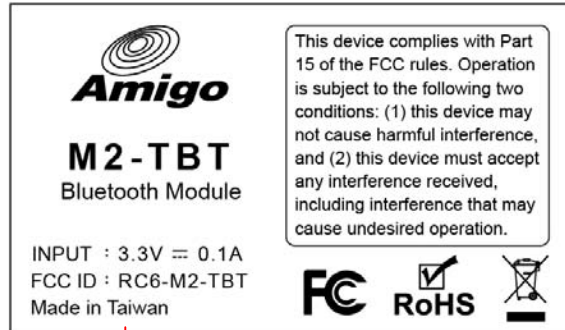 Amigo
M2-TBT
Bluetooth Module
INPUT : 3.3V ⎓ 0.1A
FCC ID : RC6-M2-TBT
Made in Taiwan
This device complies with Part
15 of the FCC rules. Operation
is subject to the following two
conditions: (1) this device may
not cause harmful interference,
and (2) this device must accept
any interference received,
including interference that may
cause undesired operation.
FC
RoHS